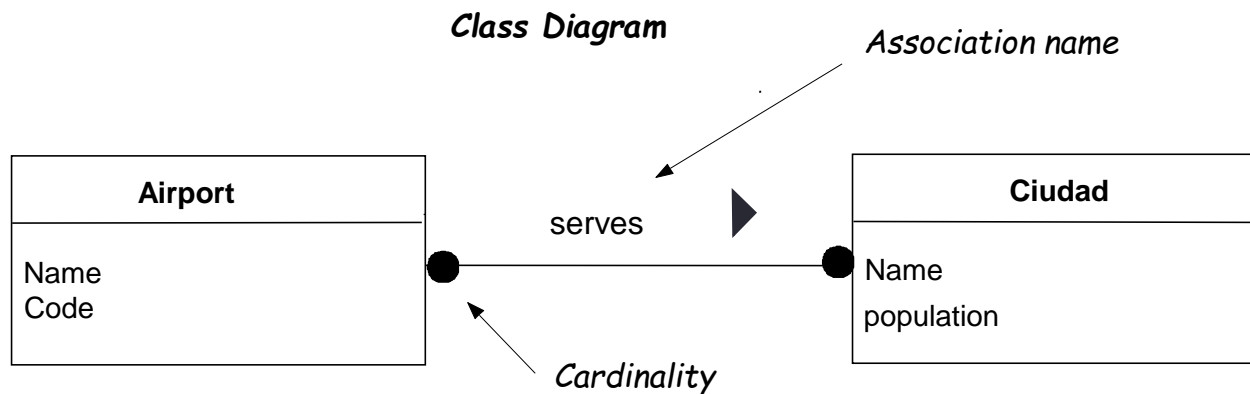 Class Diagram
Association name
Airport
Ciudad
serves
Name
Code
Name
population
Cardinality